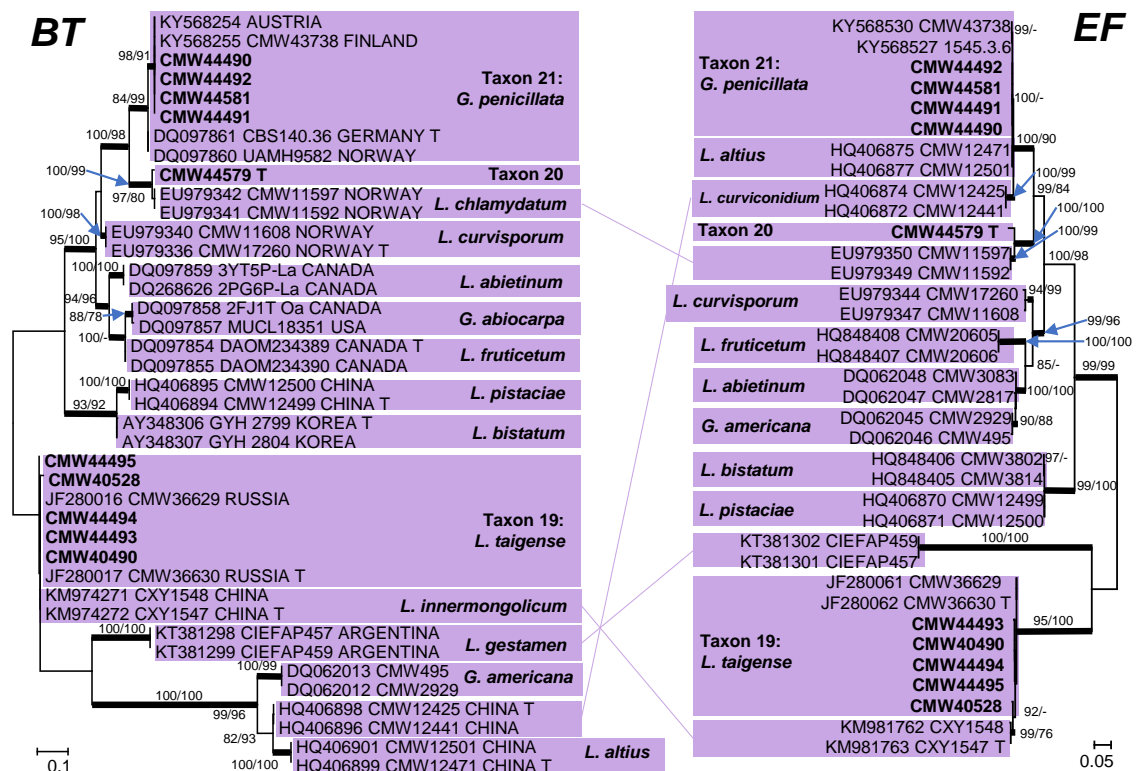 BT
KY568254 AUSTRIA
KY568255 CMW43738 FINLAND
98/91
CMW44490
CMW44492
Taxon 21:
CMW44581
G. penicillata
84/99
CMW44491
DQ097861 CBS140.36 GERMANY T
100/98
DQ097860 UAMH9582 NORWAY
100/99
CMW44579 T
Taxon 20
97/80
EU979342 CMW11597 NORWAY
L. chlamydatum
EU979341 CMW11592 NORWAY
100/98
EU979340 CMW11608 NORWAY
L. curvisporum
95/100
EU979336 CMW17260 NORWAY T
100/100
DQ097859 3YT5P-La CANADA
L. abietinum
DQ268626 2PG6P-La CANADA
94/96
DQ097858 2FJ1T Oa CANADA
G. abiocarpa
88/78
DQ097857 MUCL18351 USA
100/-
DQ097854 DAOM234389 CANADA T
L. fruticetum
DQ097855 DAOM234390 CANADA
100/100
HQ406895 CMW12500 CHINA
L. pistaciae
93/92
HQ406894 CMW12499 CHINA T
AY348306 GYH 2799 KOREA T
L. bistatum
AY348307 GYH 2804 KOREA
CMW44495
CMW40528
JF280016 CMW36629 RUSSIA
CMW44494
Taxon 19:
CMW44493
L. taigense
CMW40490
JF280017 CMW36630 RUSSIA T
KM974271 CXY1548 CHINA
L. innermongolicum
KM974272 CXY1547 CHINA T
100/100
KT381298 CIEFAP457 ARGENTINA
L. gestamen
KT381299 CIEFAP459 ARGENTINA
100/99
DQ062013 CMW495
G. americana
DQ062012 CMW2929
100/100
HQ406898 CMW12425 CHINA T
99/96
HQ406896 CMW12441 CHINA
82/93
HQ406901 CMW12501 CHINA
L. altius
100/100
HQ406899 CMW12471 CHINA T
0.1
EF
KY568530 CMW43738
99/-
KY568527 1545.3.6
Taxon 21:
CMW44492
G. penicillata
CMW44581
100/-
CMW44491
CMW44490
100/90
L. altius
HQ406875 CMW12471
HQ406877 CMW12501
100/99
L. curviconidium
HQ406874 CMW12425
99/84
HQ406872 CMW12441
100/100
Taxon 20
CMW44579 T
100/99
EU979350 CMW11597
100/98
EU979349 CMW11592
L. curvisporum
EU979344 CMW17260
94/99
EU979347 CMW11608
99/96
L. fruticetum
HQ848408 CMW20605
100/100
HQ848407 CMW20606
85/-
99/99
L. abietinum
DQ062048 CMW3083
100/100
DQ062047 CMW2817
G. americana
DQ062045 CMW2929
90/88
DQ062046 CMW495
L. bistatum
HQ848406 CMW3802
97/-
HQ848405 CMW3814
99/100
L. pistaciae
HQ406870 CMW12499
HQ406871 CMW12500
100/100
KT381302 CIEFAP459
KT381301 CIEFAP457
JF280061 CMW36629
JF280062 CMW36630 T
95/100
Taxon 19:
CMW44493
L. taigense
CMW40490
CMW44494
CMW44495
CMW40528
92/-
KM981762 CXY1548
99/76
KM981763 CXY1547 T
0.05